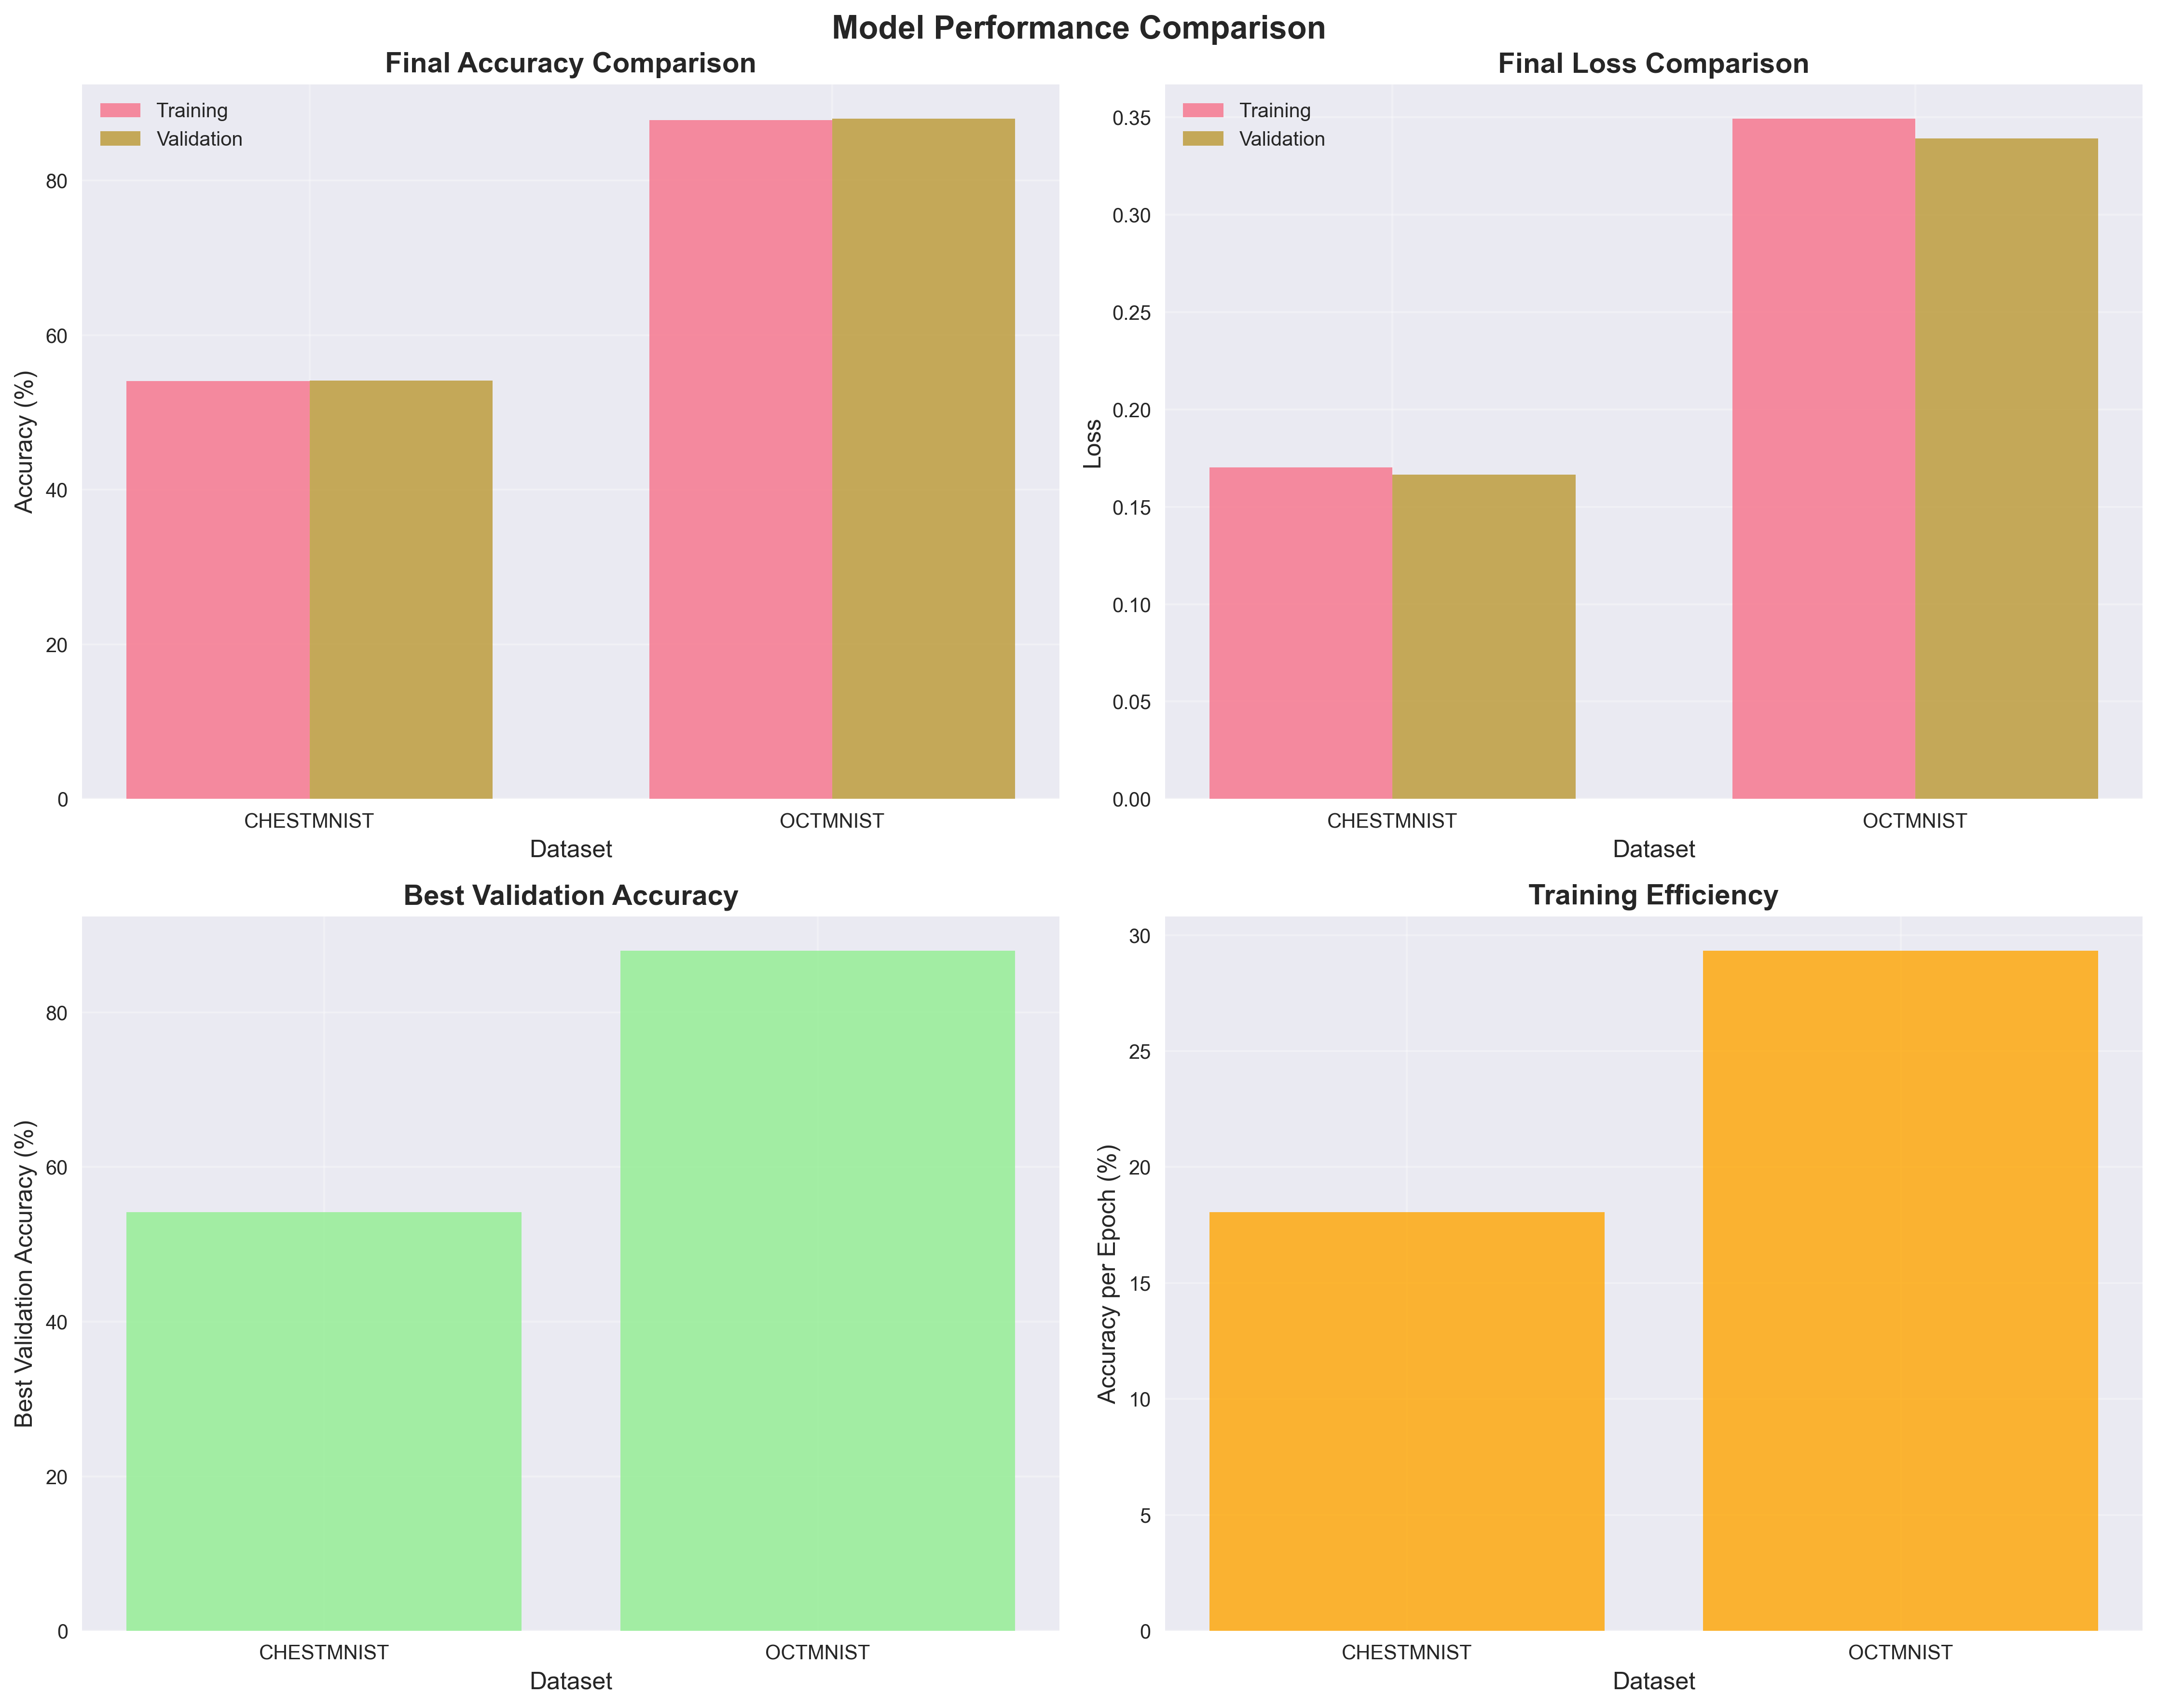 Model Performance Comparison
Final Accuracy Comparison
Training
Validation
80
60
40
20
0
Accuracy (%)
CHESTMNIST
OCTMNIST
Dataset
Final Loss Comparison
Training
Validation
0.35
0.30
0.25
0.20
0.15
0.10
0.05
0.00
Loss
CHESTMNIST
OCTMNIST
Dataset
Best Validation Accuracy
80
60
40
20
0
Best Validation Accuracy (%)
CHESTMNIST
OCTMNIST
Dataset
Training Efficiency
30
25
20
15
10
5
0
Accuracy per Epoch (%)
CHESTMNIST
OCTMNIST
Dataset